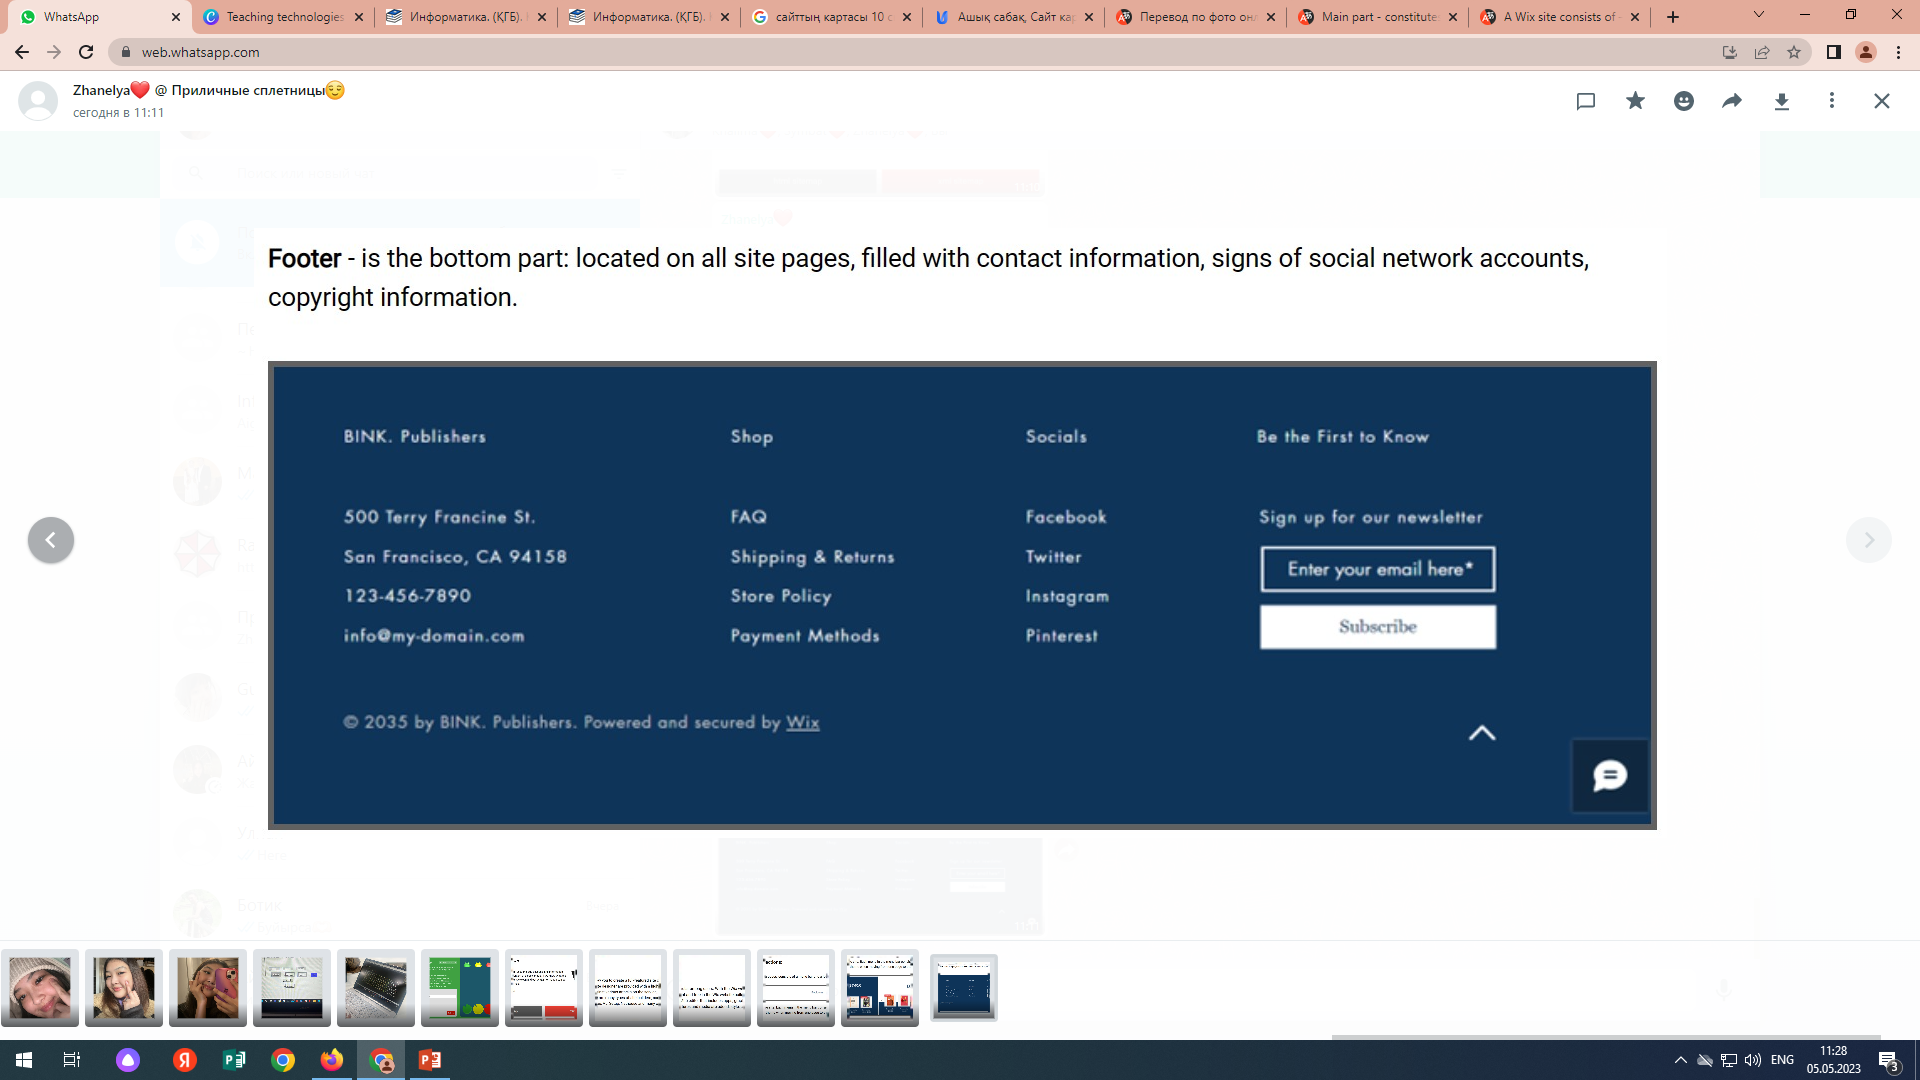 WhatsApp
Teaching technologies
Информатика. (ҚГБ).
Информатика. (ҚГБ).
сайттың картасы 10 с
Ашық сабақ, Сайт ка
Перевод по фото он
Main part - constitute
A Wix site consists of
web.whatsapp.com
Zhanelya❤️ @ Приличные сплетницы😌
сегодня в 11:11
Footer - is the bottom part: located on all site pages, filled with contact information, signs of social network accounts,
copyright information.
BINK. Publishers
Shop
Socials
Be the First to Know
500 Terry Francine St.
FAQ
Facebook
Sign up for our newsletter
San Francisco, CA 94158
Shipping & Returns
Twitter
Enter your email here*
123-456-7890
Store Policy
Instagram
Subscribe
info@my-domain.com
Payment Methods
Pinterest
© 2035 by BINK. Publishers. Powered and secured by Wix
Ботик
ENG
11:28
05.05.2023
3